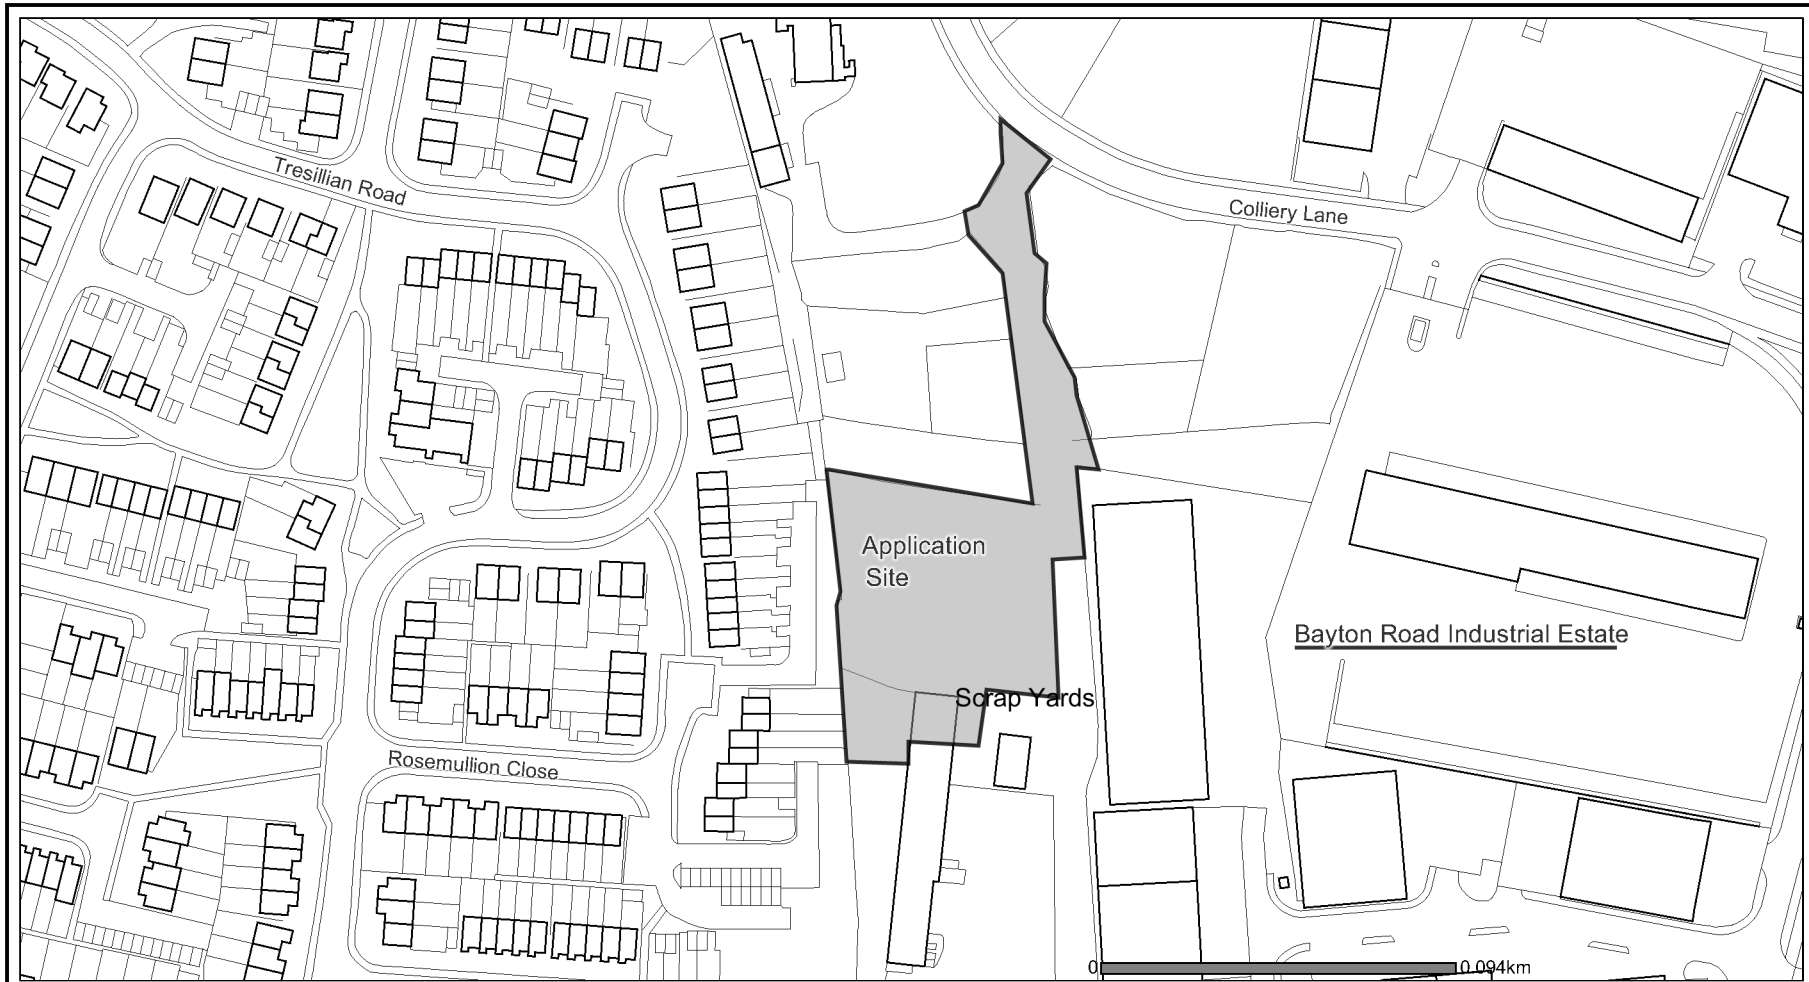 Tresillian Road
Colliery Lane
Application
Site
Bayton Road Industrial Estate
Scrap Yards
Rosemullion Close
0 0.094km